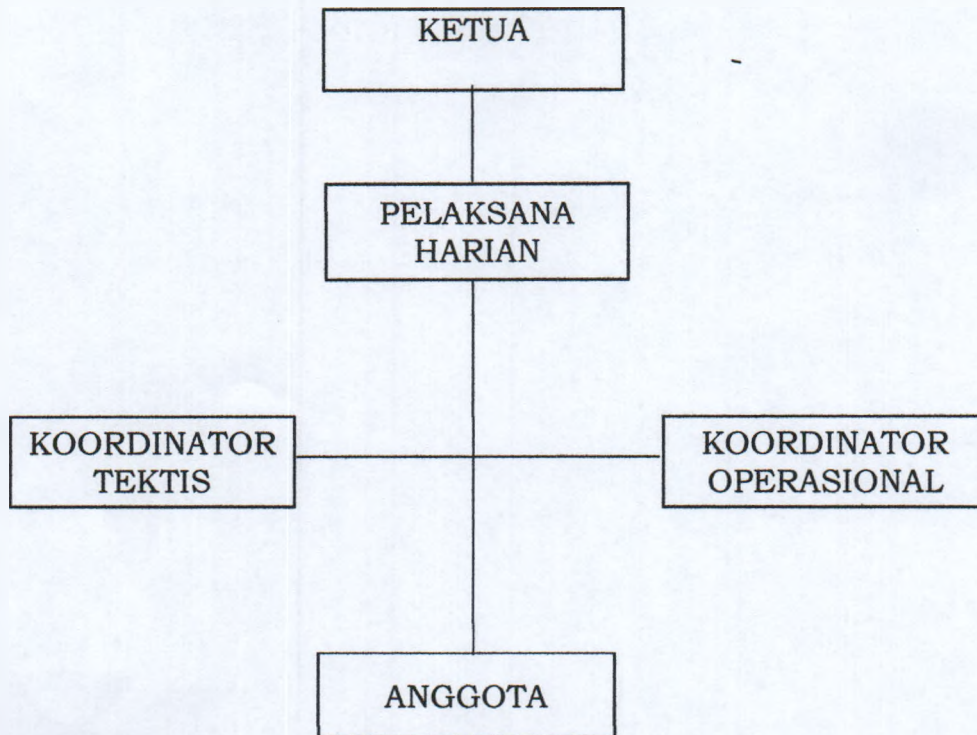 KETUA
PELAKSANA
HARIAN
KOORDINATOR
TEKTIS
KOORDINATOR
OPERASIONAL
ANGGOTA